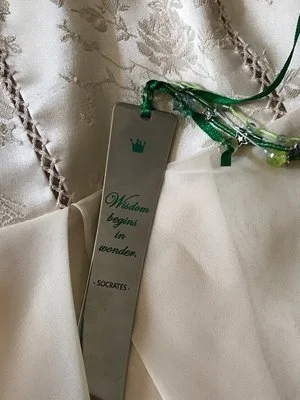 Wisdom
begins
in
wonder.
- SOCRATES -